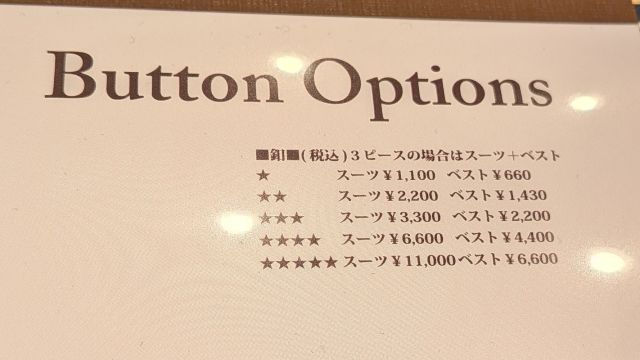 Button Options
■釦■(税込)3ピースの場合はスーツ+ベスト
★ スーツ¥1,100 ベスト¥660
★★ スーツ¥2,200 ベスト¥1,430
★★★ スーツ¥3,300 ベスト¥2,200
★★★★ スーツ¥6,600 ベスト¥4,400
★★★★★ スーツ¥11,000 ベスト¥6,600